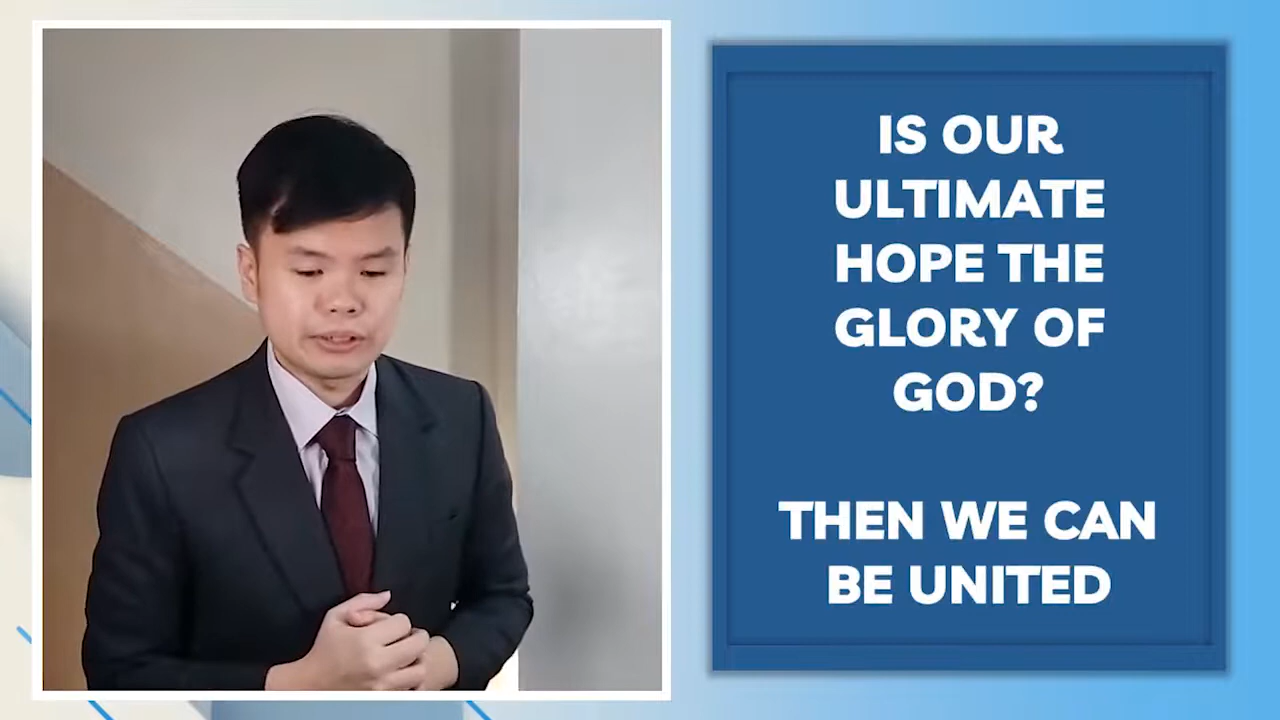 IS OUR
ULTIMATE
HOPE THE
GLORY OF
GOD?
THEN WE CAN
BE UNITED